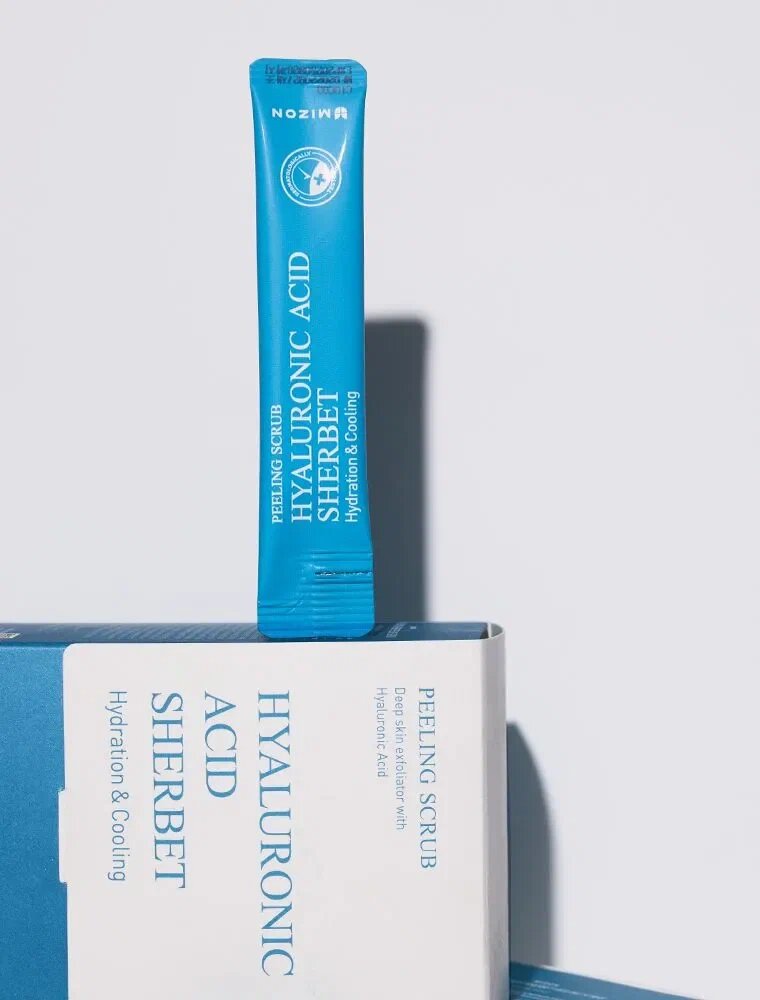 MIZON
DERMATOLOGICALLY
PEELING SCRUB
HYALURONIC ACID
SHERBET
Hydration & Cooling
PEELING SCRUB
Deep skin exfoliator with
Hyaluronic Acid
HYALURONIC
ACID
SHERBET
Hydration & Cooling